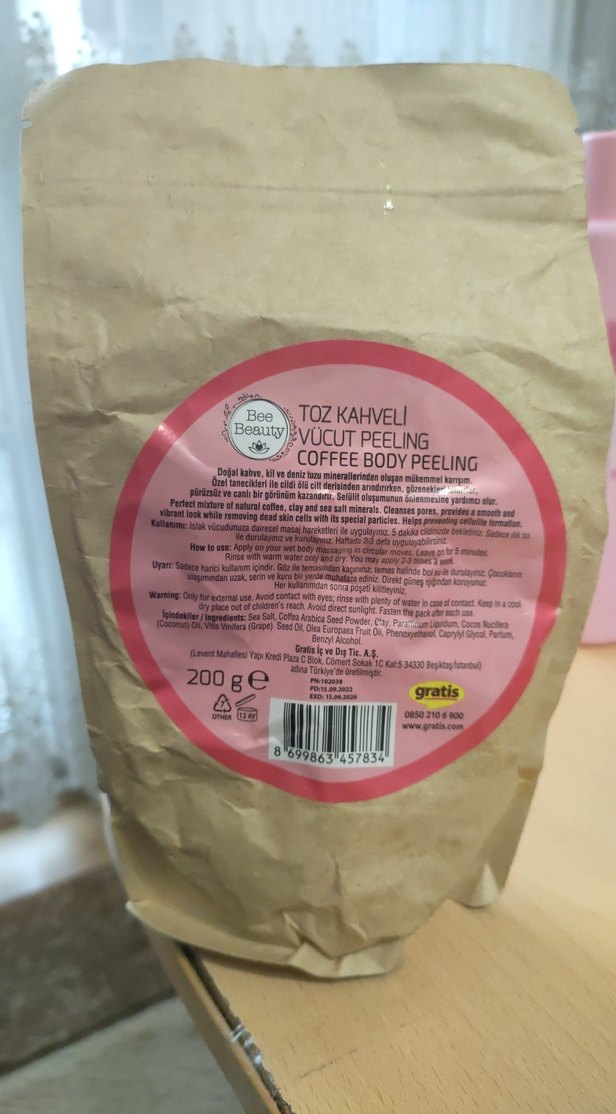 Bee
Beauty
TOZ KAHVELİ
VÜCUT PEELING
COFFEE BODY PEELING
Doğal kahve, kil ve deniz tuzu minerallerinden oluşan mükemmel karışım.
Özel tanecikleri ile cildi ölü cilt derisinden arındırırken, gözenekleri
pürüzsüz ve canlı bir görünüm kazandırır. Selülit oluşumunun önlenmesine yardımcı olur.
Perfect mixture of natural coffee, clay and sea salt minerals. Cleanses pores, provides a smooth and
vibrant look while removing dead skin cells with its special particles. Helps preventing cellulite formation.
Kullanımı: Islak vücudunuza dairesel masaj hareketleri ile uygulayınız. 5 dakika cildinizde bekletiniz. Sadece ılık su
ile durulayınız ve kurulayınız. Haftada 2-3 defa uygulayabilirsiniz.
How to use: Apply on your wet body massaging in circular moves. Leave on for 5 minutes.
Rinse with warm water only and dry. You may apply 2-3 times a week.
Uyarı: Sadece harici kullanım içindir. Göz ile temasından kaçınınız, temas halinde bol su ile durulayınız. Çocukların
ulaşımından uzak, serin ve kuru bir yerde muhafaza ediniz. Direkt güneş ışığından koruyunuz.
Her kullanımdan sonra poşeti kilitleyiniz.
Warning: Only for external use. Avoid contact with eyes; rinse with plenty of water in case of contact. Keep in a cool
dry place out of children's reach. Avoid direct sunlight. Fasten the pack after each use.
İçindekiler / Ingredients: Sea Salt, Coffea Arabica Seed Powder, Clay, Paraffinum Liquidum, Cocos Nucifera
(Coconut) Oil, Vitis Vinifera (Grape) Seed Oil, Olea Europaea Fruit Oil, Phenoxyethanol, Caprylyl Glycol, Parfum,
Benzyl Alcohol.
Gratis İç ve Dış Tic. A.Ş.
(Levent Mahallesi Yapı Kredi Plaza C Blok, Cömert Sokak 1C Kat:5 34330 Beşiktaş/İstanbul)
adına Türkiye'de üretilmiştir.
200 g e
PN:102038
PD:15.09.2022
EXD: 15.09.2026
gratis
7
OTHER
12 AY
0850 210 6 900
www.gratis.com
8 699863 457834